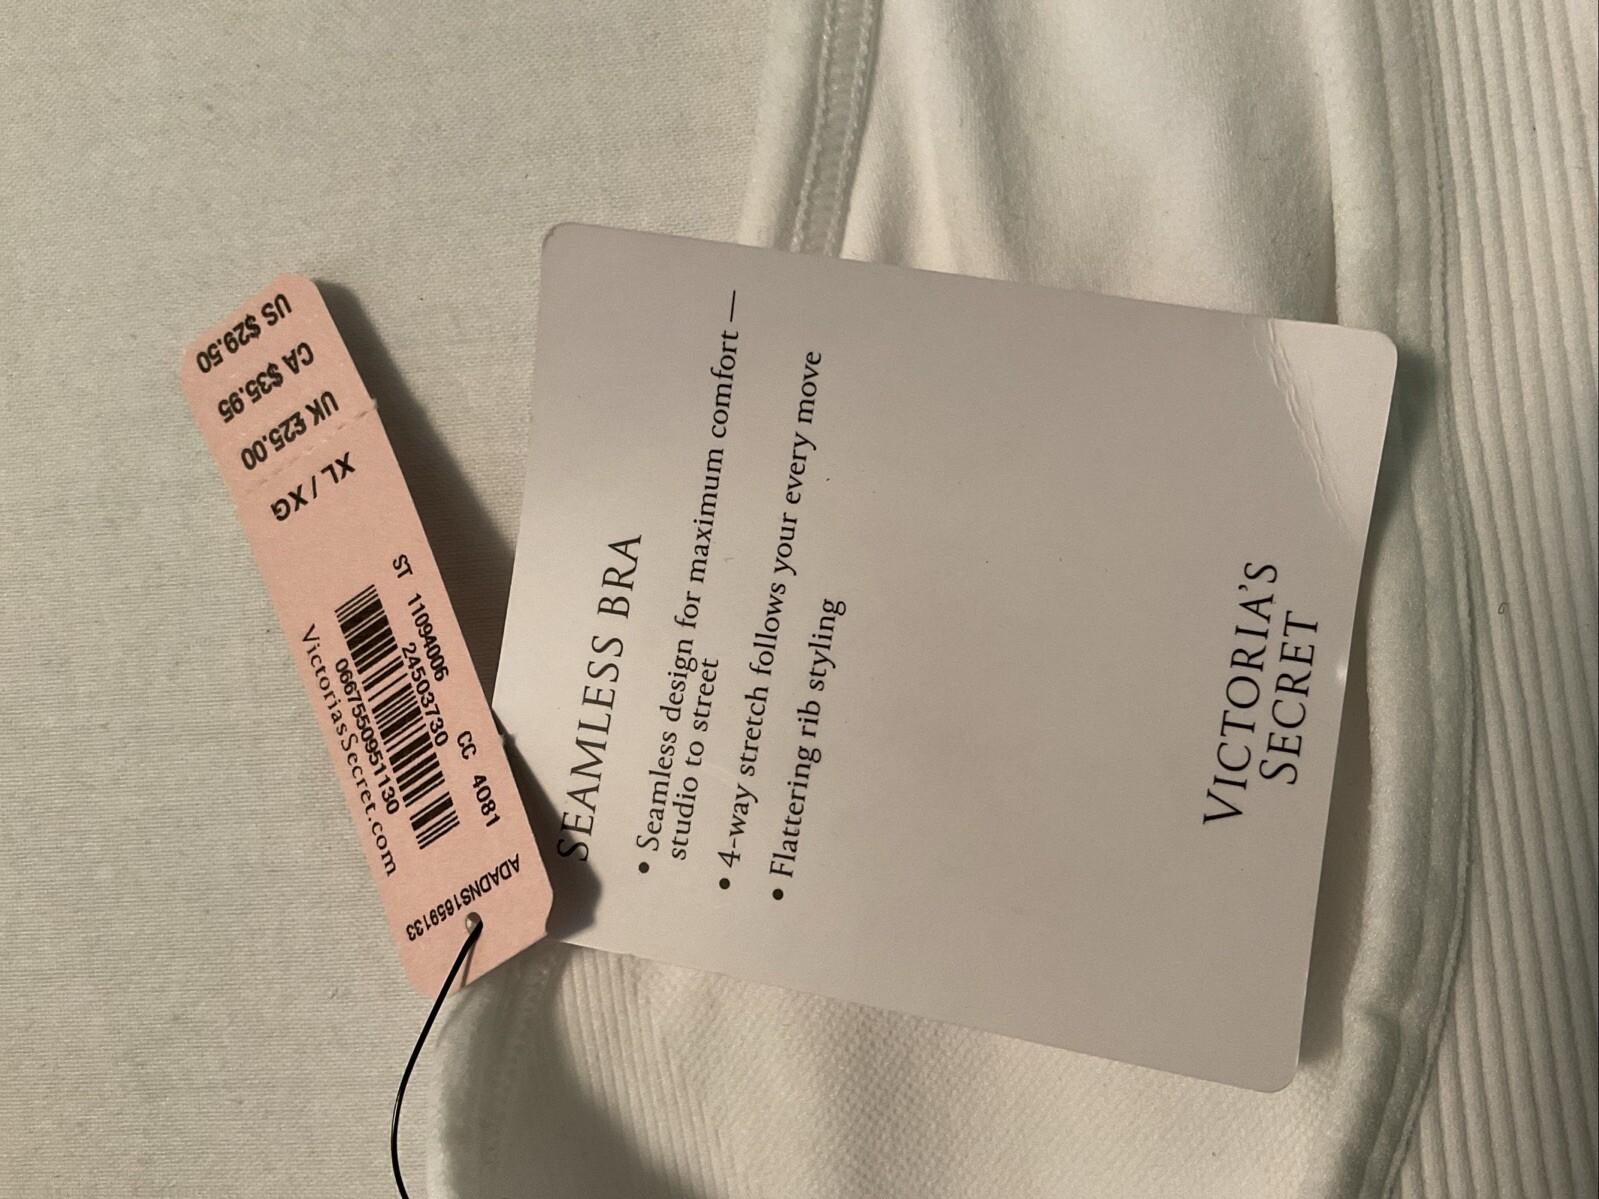 US $29.50
CA $35.95
UK £25.00
XL / XG
ST 11094006 CC 4081
24503730
0667550951130
VictoriasSecret.com
ADADNS1659133
SEAMLESS BRA
• Seamless design for maximum comfort —
studio to street
• 4-way stretch follows your every move
• Flattering rib styling
VICTORIA'S
SECRET